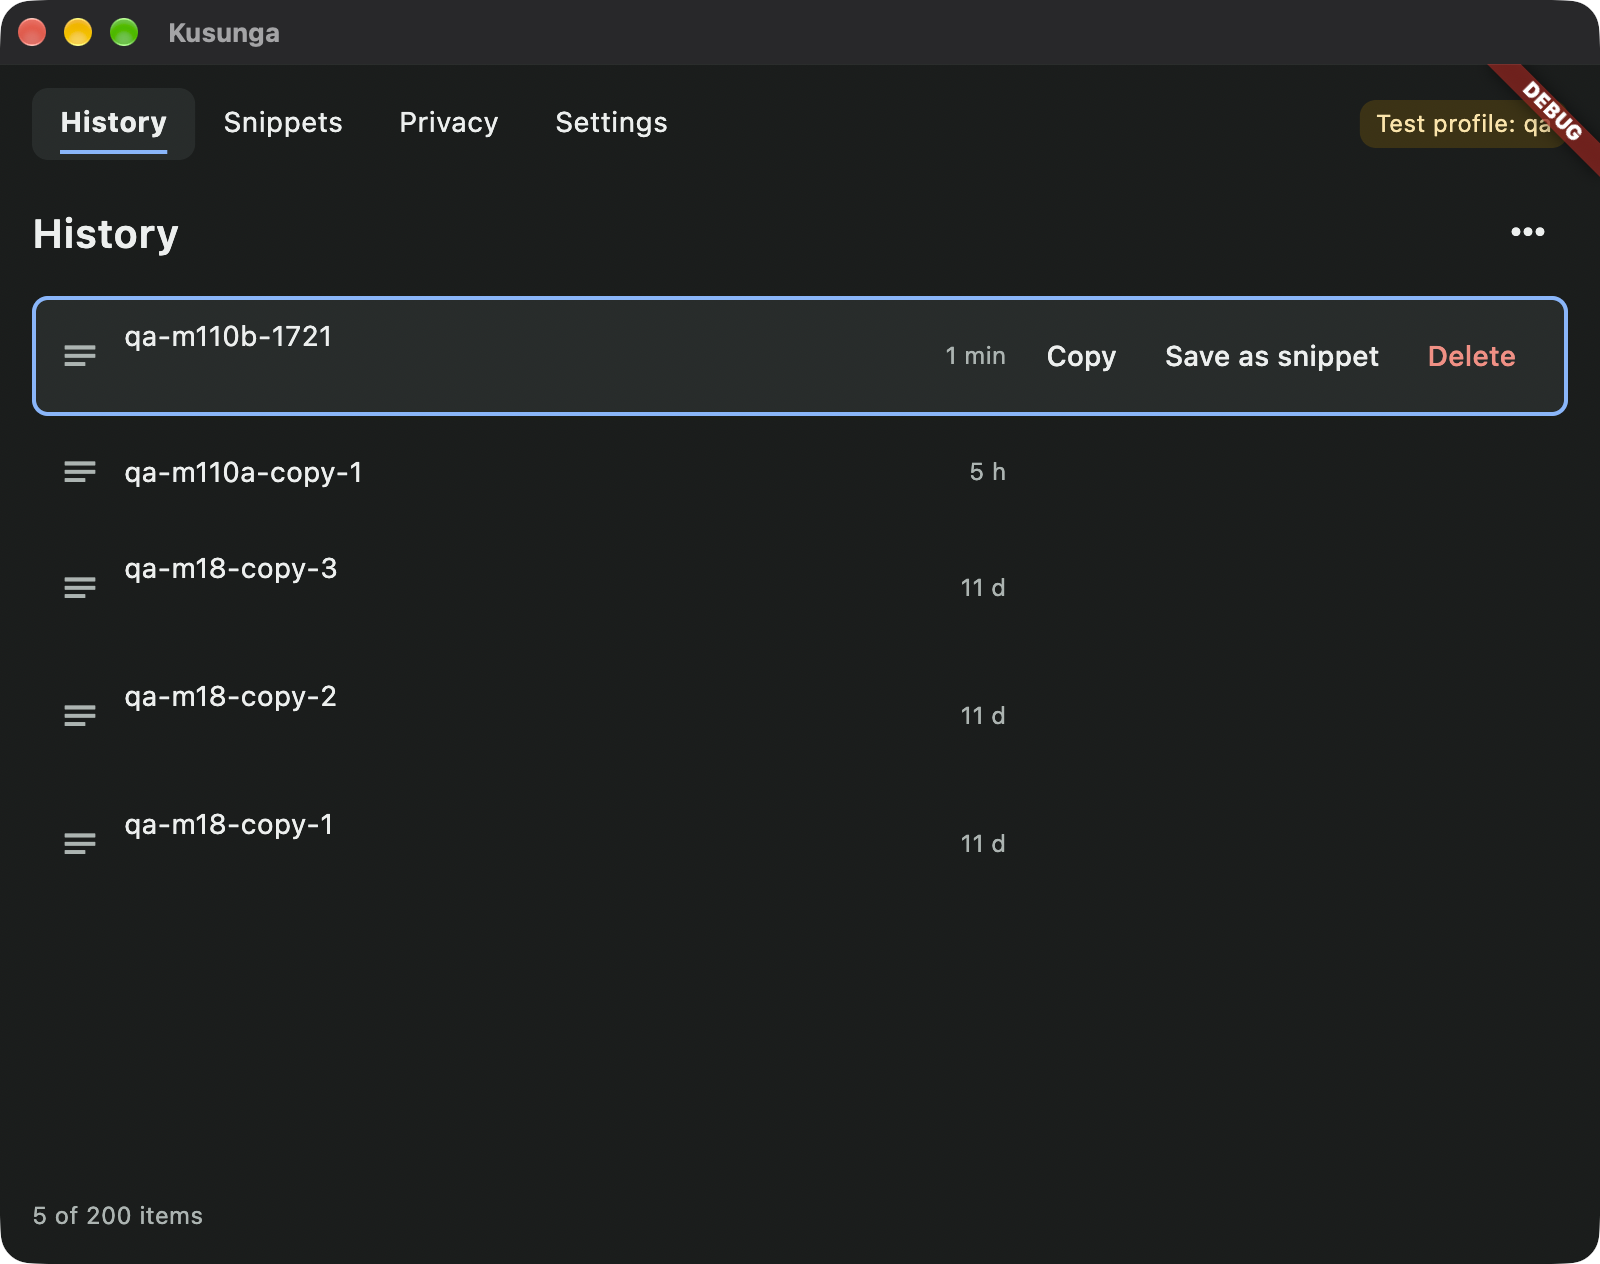 Kusunga
History Snippets Privacy Settings
Test profile: qa
DEBUG
History
qa-m110b-1721 1 min Copy Save as snippet Delete
qa-m110a-copy-1 5 h
qa-m18-copy-3 11 d
qa-m18-copy-2 11 d
qa-m18-copy-1 11 d
5 of 200 items